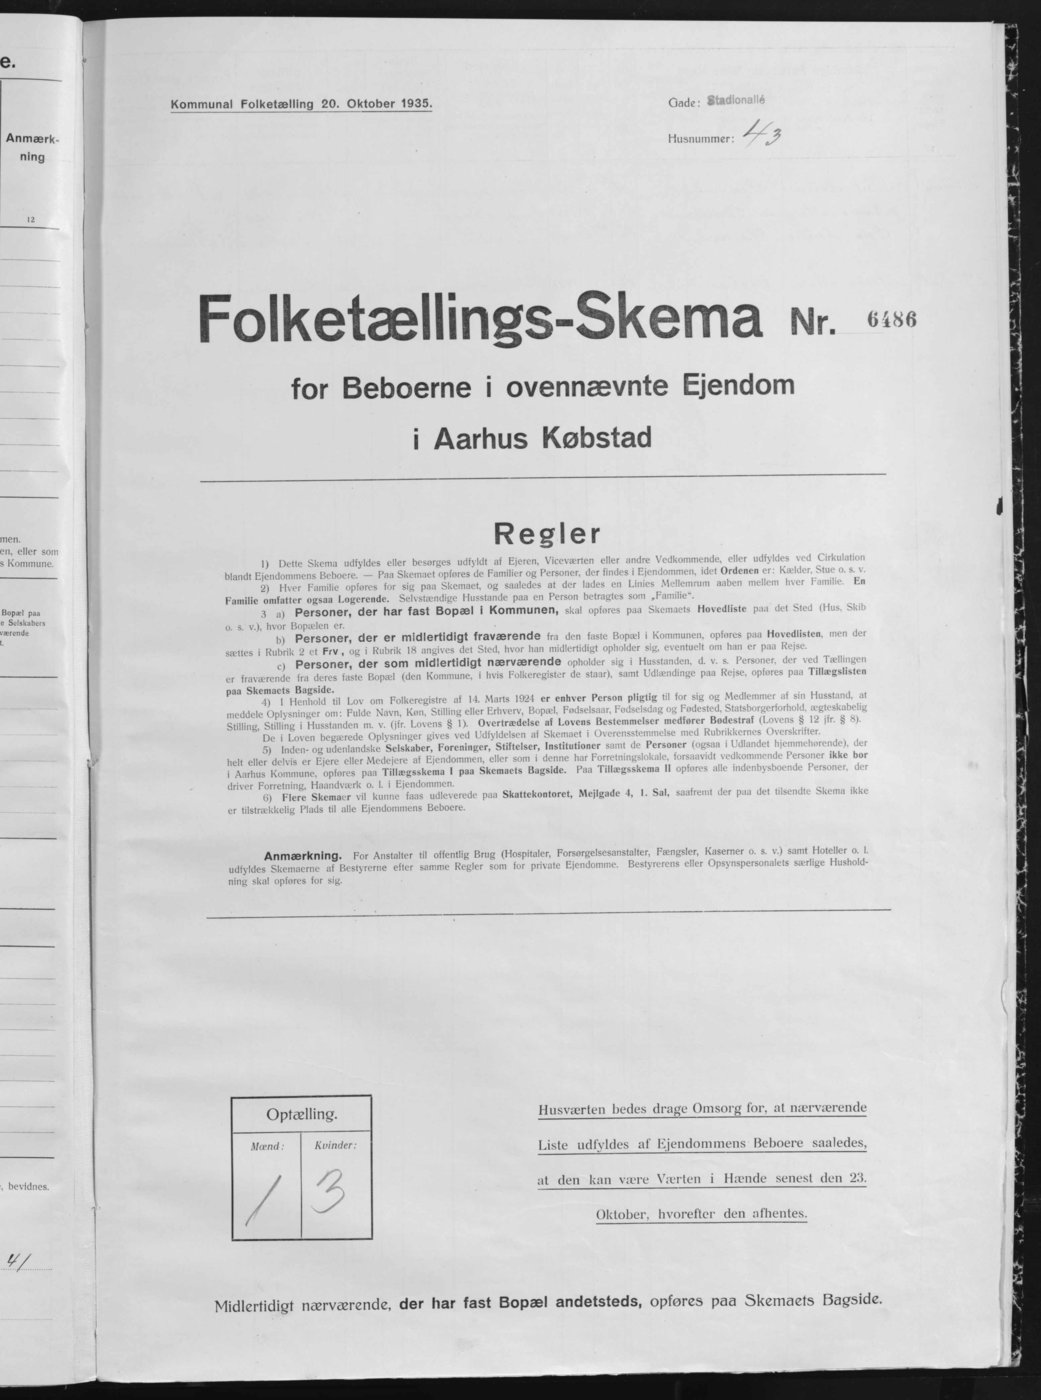 e.
Anmærk-
ning
12
men.
en, eller som
s Kommune.
Bopæl paa
e Selskabers
værende
t.
, bevidnes.
41
Kommunal Folketælling 20. Oktober 1935.
Gade: Stadionallé
Husnummer: 43
Folketællings-Skema Nr. 6486
for Beboerne i ovennævnte Ejendom
i Aarhus Købstad
Regler
1) Dette Skema udfyldes eller besørges udfyldt af Ejeren, Viceværten eller andre Vedkommende, eller udfyldes ved Cirkulation
blandt Ejendommens Beboere. — Paa Skemaet opføres de Familier og Personer, der findes i Ejendommen, idet Ordenen er: Kælder, Stue o. s. v.
2) Hver Familie opføres for sig paa Skemaet, og saaledes at der lades en Linies Mellemrum aaben mellem hver Familie. En
Familie omfatter ogsaa Logerende. Selvstændige Husstande paa en Person betragtes som „Familie".
3 a) Personer, der har fast Bopæl i Kommunen, skal opføres paa Skemaets Hovedliste paa det Sted (Hus, Skib
o. s. v.), hvor Bopælen er.
b) Personer, der er midlertidigt fraværende fra den faste Bopæl i Kommunen, opføres paa Hovedlisten, men der
sættes i Rubrik 2 et Frv, og i Rubrik 18 angives det Sted, hvor han midlertidigt opholder sig, eventuelt om han er paa Rejse.
c) Personer, der som midlertidigt nærværende opholder sig i Husstanden, d. v. s. Personer, der ved Tællingen
er fraværende fra deres faste Bopæl (den Kommune, i hvis Folkeregister de staar), samt Udlændinge paa Rejse, opføres paa Tillægslisten
paa Skemaets Bagside.
4) I Henhold til Lov om Folkeregistre af 14. Marts 1924 er enhver Person pligtig til for sig og Medlemmer af sin Husstand, at
meddele Oplysninger om: Fulde Navn, Køn, Stilling eller Erhverv, Bopæl, Fødselsaar, Fødselsdag og Fødested, Statsborgerforhold, ægteskabelig
Stilling, Stilling i Husstanden m. v. (jfr. Lovens § 1). Overtrædelse af Lovens Bestemmelser medfører Bødestraf (Lovens § 12 jfr. § 8).
De i Loven begærede Oplysninger gives ved Udfyldelsen af Skemaet i Overensstemmelse med Rubrikkernes Overskrifter.
5) Inden- og udenlandske Selskaber, Foreninger, Stiftelser, Institutioner samt de Personer (ogsaa i Udlandet hjemmehørende), der
helt eller delvis er Ejere eller Medejere af Ejendommen, eller som i denne har Forretningslokale, forsaavidt vedkommende Personer ikke bor
i Aarhus Kommune, opføres paa Tillægsskema I paa Skemaets Bagside. Paa Tillægsskema II opføres alle indenbysboende Personer, der
driver Forretning, Haandværk o. l. i Ejendommen.
6) Flere Skemaer vil kunne faas udleverede paa Skattekontoret, Mejlgade 4, 1. Sal, saafremt der paa det tilsendte Skema ikke
er tilstrækkelig Plads til alle Ejendommens Beboere.
Anmærkning. For Anstalter til offentlig Brug (Hospitaler, Forsørgelsesanstalter, Fængsler, Kaserner o. s. v.) samt Hoteller o. l.
udfyldes Skemaerne af Bestyrerne efter samme Regler som for private Ejendomme. Bestyrerens eller Opsynspersonalets særlige Hushold-
ning skal opføres for sig.
Optælling.
Mænd: Kvinder:
1 3
Husværten bedes drage Omsorg for, at nærværende
Liste udfyldes af Ejendommens Beboere saaledes,
at den kan være Værten i Hænde senest den 23.
Oktober, hvorefter den afhentes.
Midlertidigt nærværende, der har fast Bopæl andetsteds, opføres paa Skemaets Bagside.